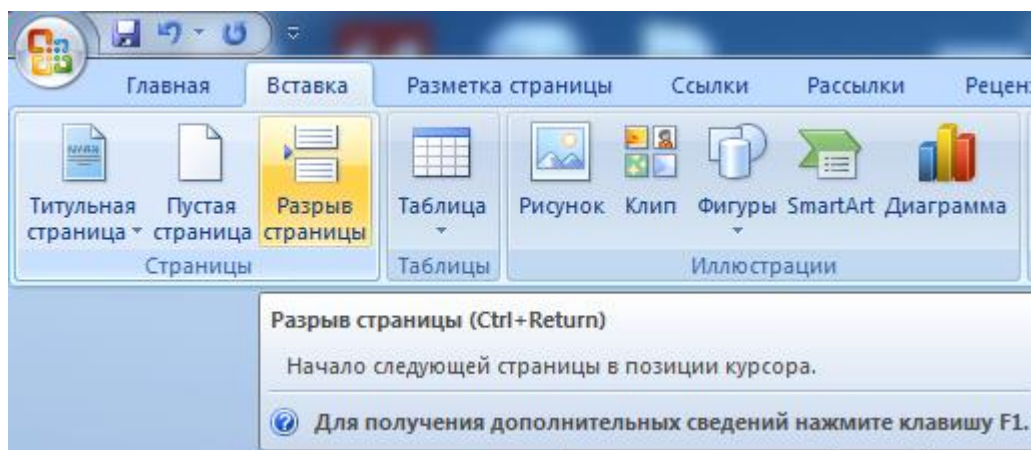 Главная Вставка Разметка страницы Ссылки Рассылки Рецен
Титульная страница
Пустая страница
Разрыв страницы
Таблица
Рисунок
Клип
Фигуры
SmartArt
Диаграмма
Страницы Таблицы Иллюстрации
Разрыв страницы (Ctrl+Return)
Начало следующей страницы в позиции курсора.
Для получения дополнительных сведений нажмите клавишу F1.